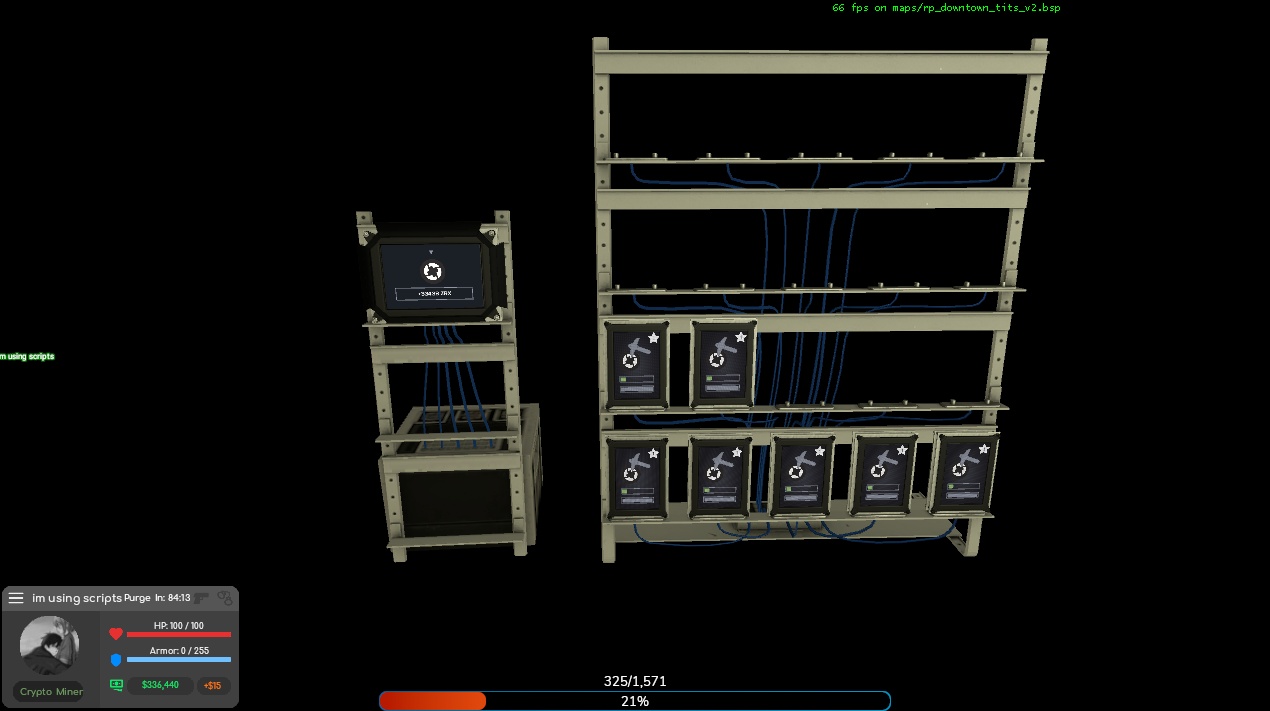 66 fps on maps/rp_downtown_tits_v2.bsp
m using scripts
im using scripts
Purge In: 84:13
HP: 100 / 100
Armor: 0 / 255
Crypto Miner
$336,440
+$15
325/1,571
21%